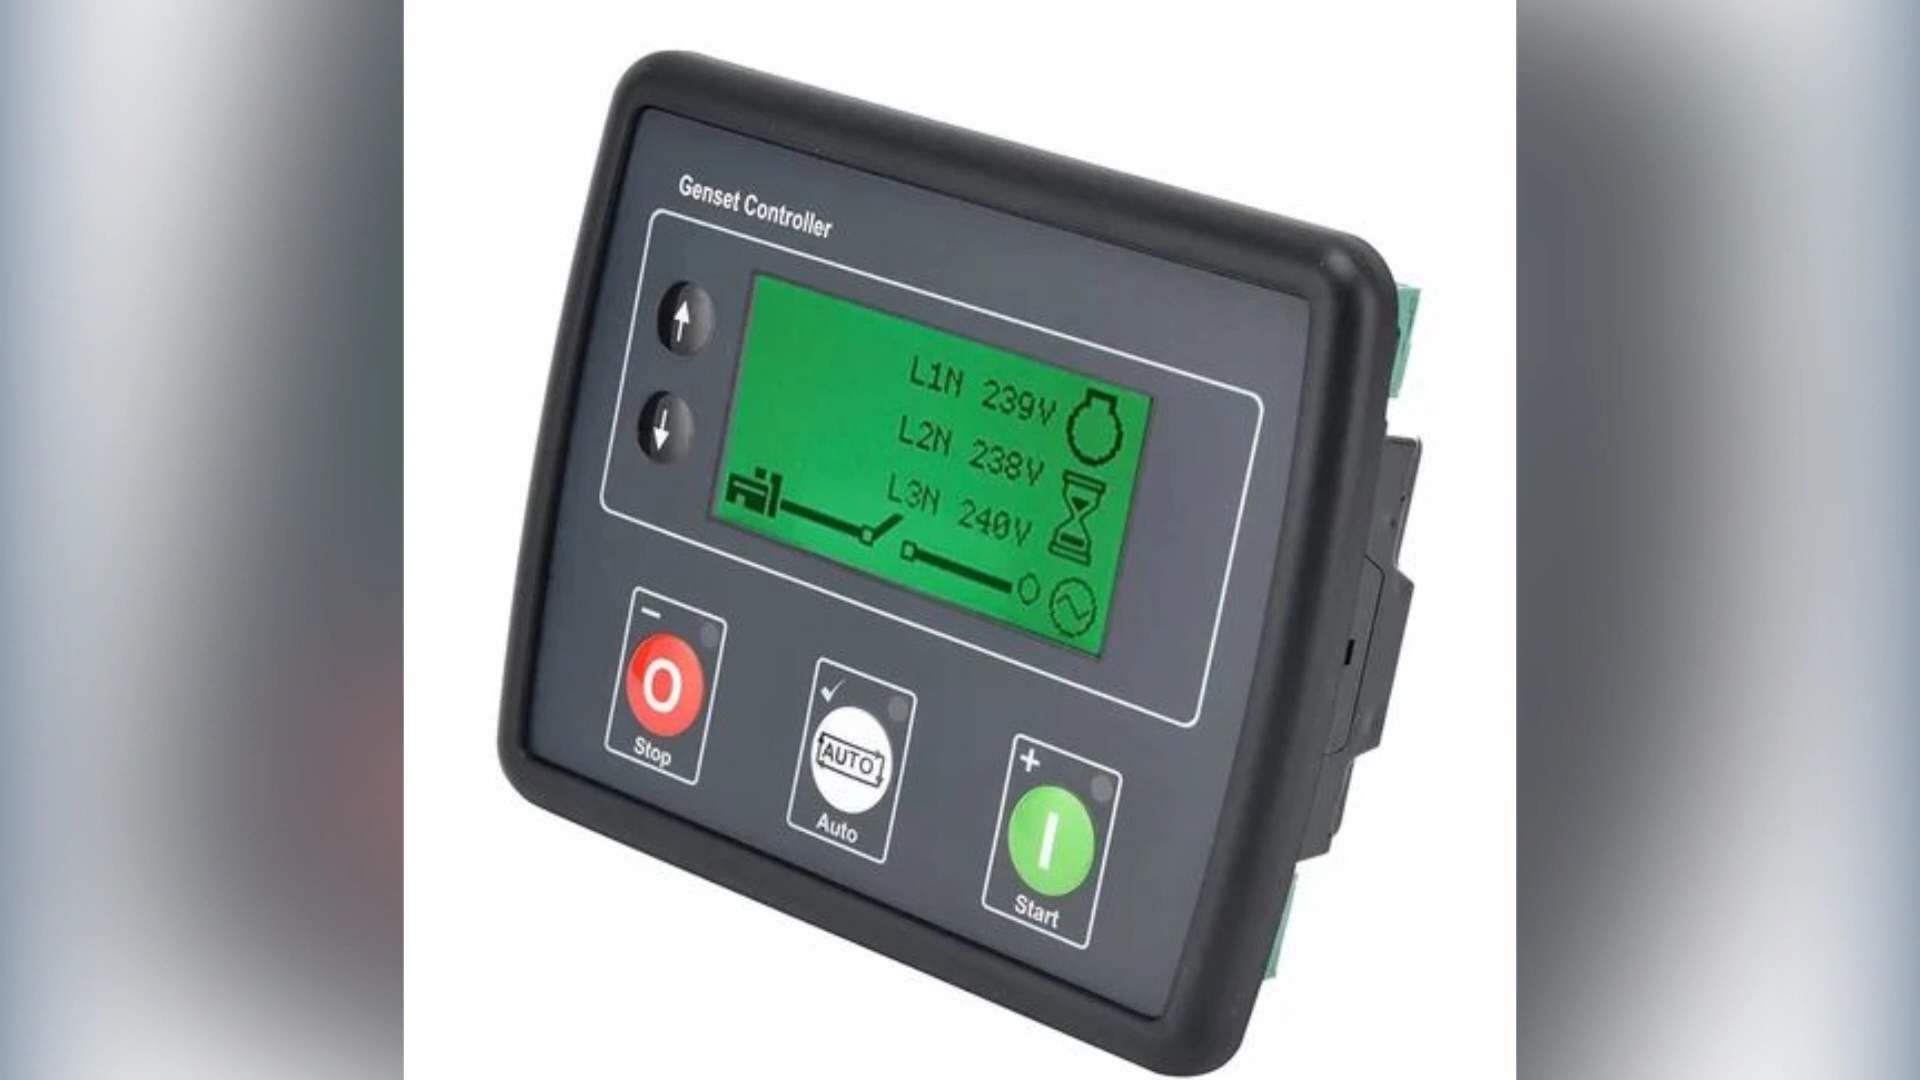 Genset Controller
L1N 239V
L2N 238V
L3N 240V
O
Stop
AUTO
Auto
I
Start